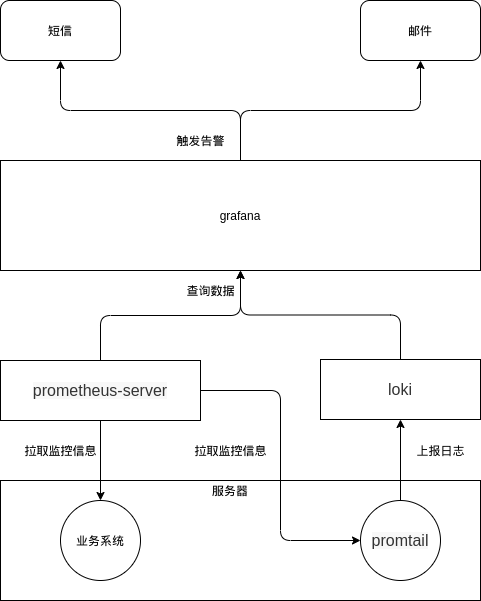 短信
邮件
触发告警
grafana
查询数据
prometheus-server
loki
拉取监控信息
拉取监控信息
上报日志
服务器
业务系统
promtail